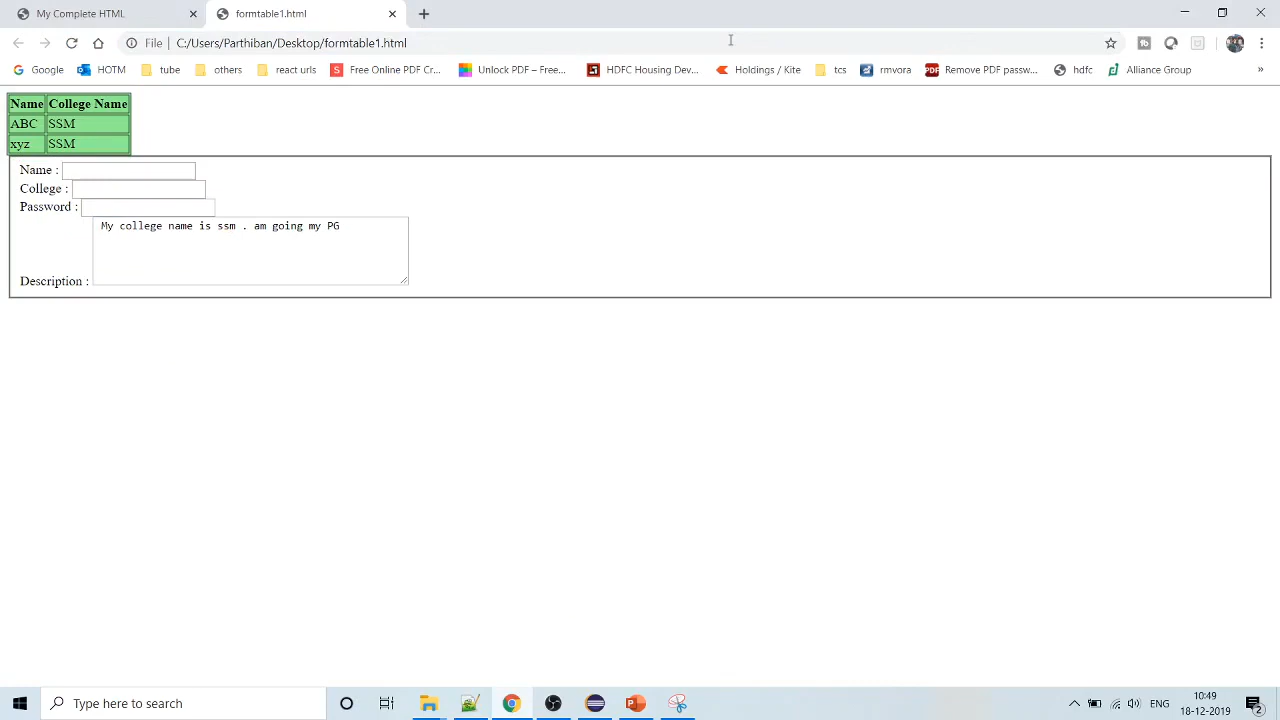 My Complete HTML
formtable1.html
File
C:/Users/Parthiban/Desktop/formtable1.html
Google
HOTM
tube
others
react urls
S Free Online PDF Cr...
Unlock PDF – Free...
HDFC Housing Dev...
Holdings / Kite
tcs
rmvora
PDF Remove PDF passw...
hdfc
Alliance Group
»
Name College Name
ABC SSM
xyz SSM
Name :
College :
Password :
My college name is ssm . am going my PG
Description :
Type here to search
ENG
10:49
18-12-2019
2